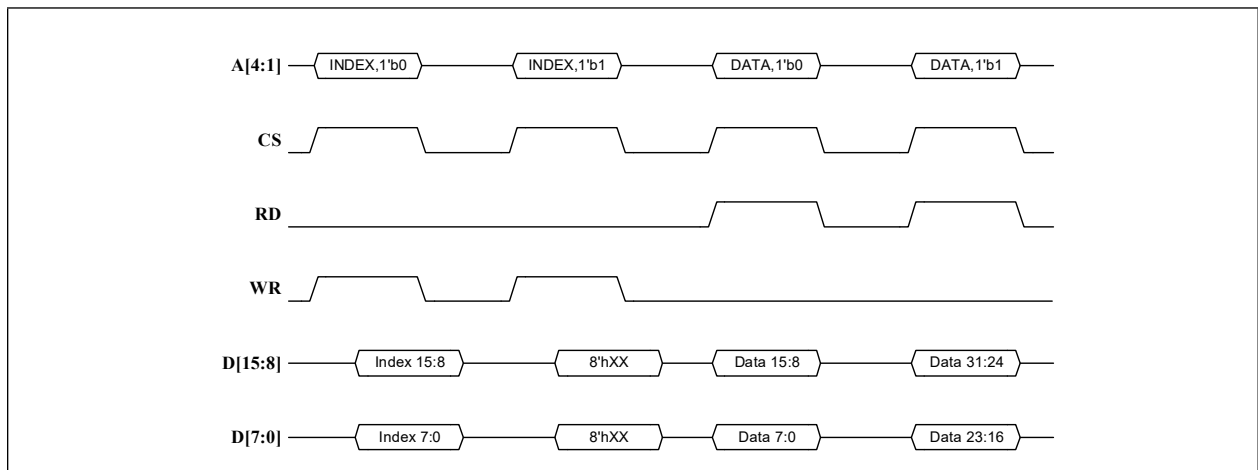 A[4:1] INDEX,1'b0 INDEX,1'b1 DATA,1'b0 DATA,1'b1
CS
RD
WR
D[15:8] Index 15:8 8'hXX Data 15:8 Data 31:24
D[7:0] Index 7:0 8'hXX Data 7:0 Data 23:16